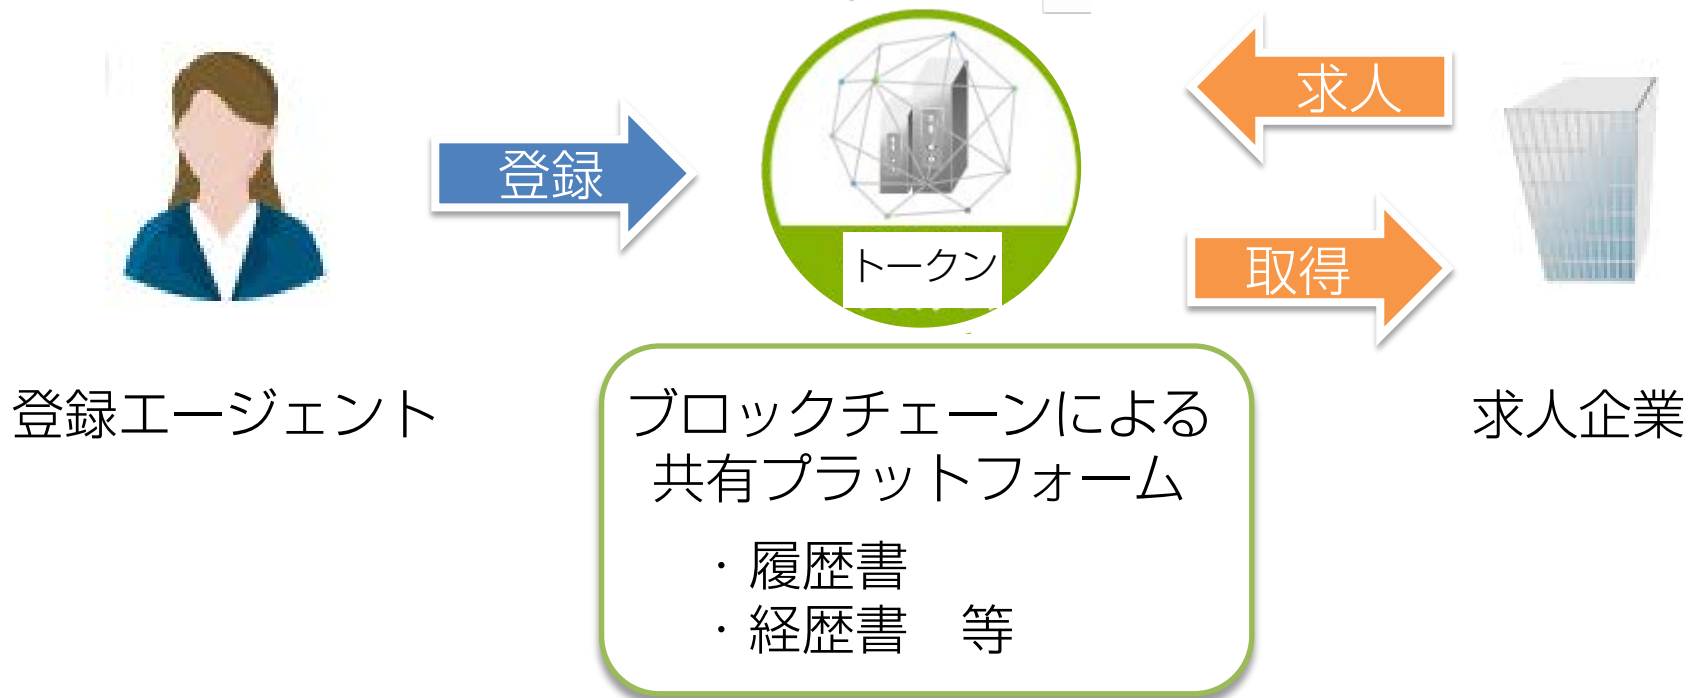 求人
登録
トークン
取得
登録エージェント
ブロックチェーンによる
共有プラットフォーム
・履歴書
・経歴書　等
求人企業